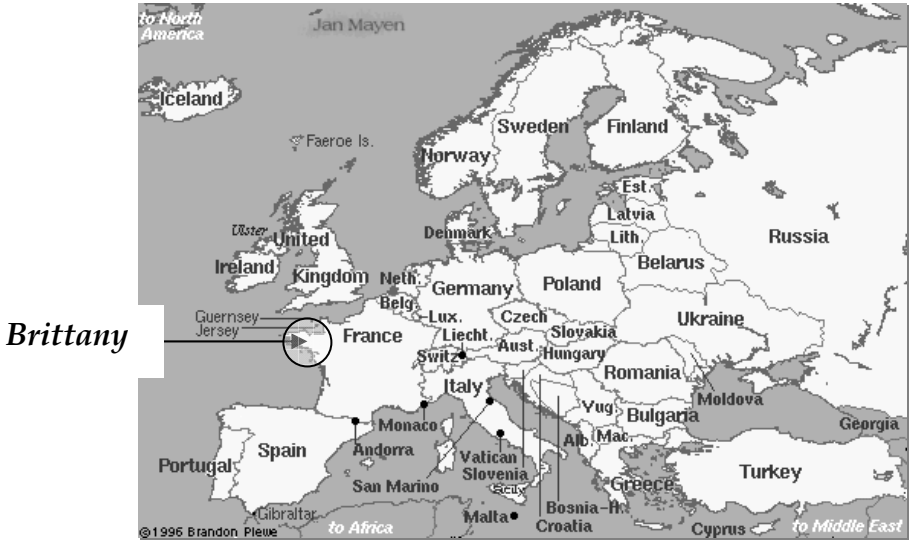 to North
America
Jan Mayen
Iceland
Faeroe Is.
Sweden
Finland
Norway
Est.
Latvia
Lith.
Russia
Ulster
United
Kingdom
Ireland
Denmark
Belarus
Neth.
Belg.
Germany
Poland
Guernsey
Jersey
Brittany
France
Lux.
Liecht.
Switz
Czech
Slovakia
Aust.
Hungary
Ukraine
Romania
Moldova
Italy
Monaco
Andorra
Yug
Bulgaria
Georgia
Portugal
Spain
San Marino
Vatican
Slovenia
Alb.
Mac.
Greece
Turkey
Sicily
Gibraltar
Malta
Bosnia-H.
Croatia
Cyprus
to Africa
to Middle East
©1996 Brandon Plewe